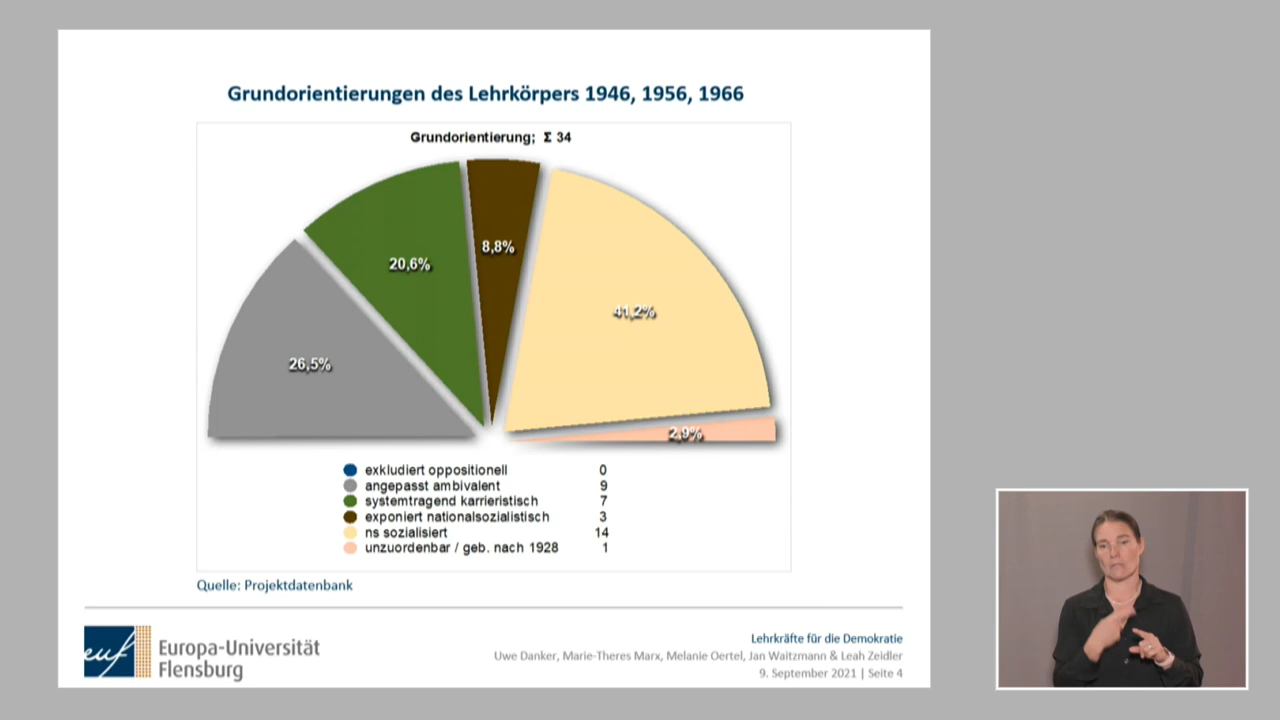 Grundorientierungen des Lehrkörpers 1946, 1956, 1966
Grundorientierung; Σ 34
8,8%
20,6%
41,2%
26,5%
2,9%
exkludiert oppositionell 0
angepasst ambivalent 9
systemtragend karrieristisch 7
exponiert nationalsozialistisch 3
ns sozialisiert 14
unzuordenbar / geb. nach 1928 1
Quelle: Projektdatenbank
euf
Europa-Universität
Flensburg
Lehrkräfte für die Demokratie
Uwe Danker, Marie-Theres Marx, Melanie Oertel, Jan Waitzmann & Leah Zeidler
9. September 2021 | Seite 4